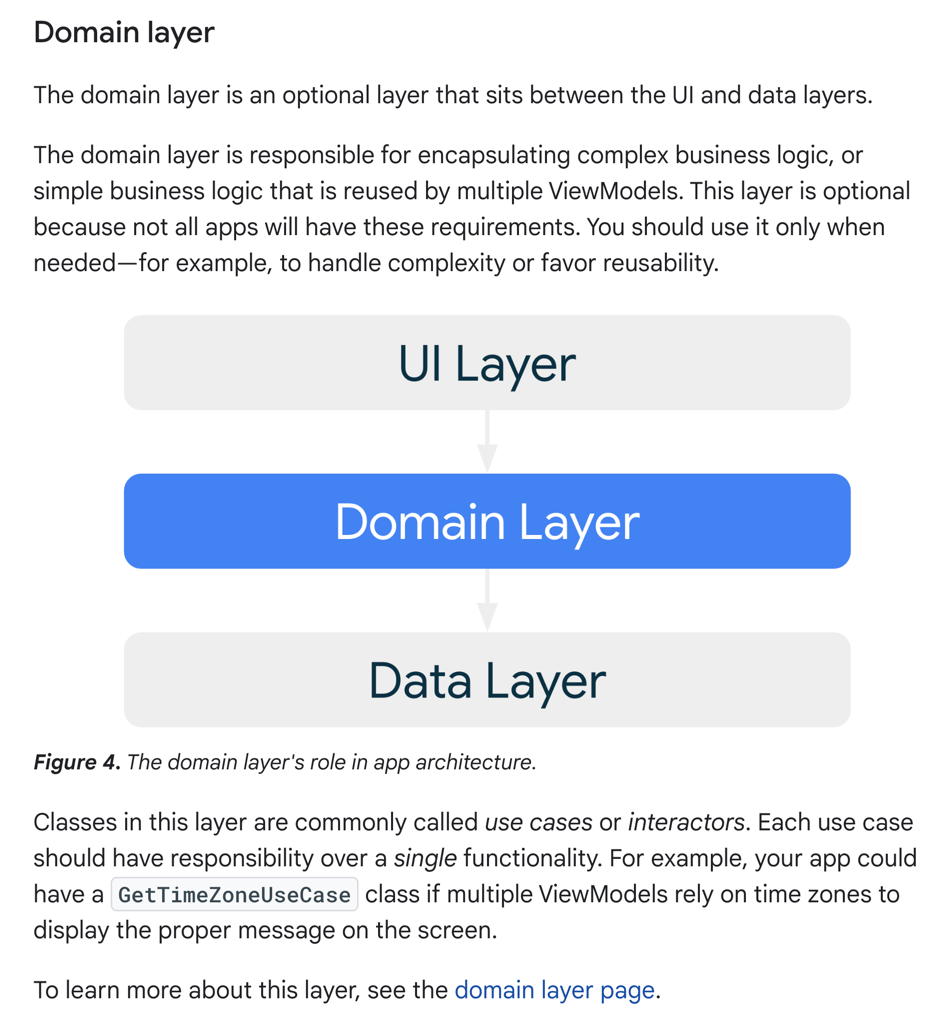 Domain layer
The domain layer is an optional layer that sits between the UI and data layers.
The domain layer is responsible for encapsulating complex business logic, or
simple business logic that is reused by multiple ViewModels. This layer is optional
because not all apps will have these requirements. You should use it only when
needed—for example, to handle complexity or favor reusability.
UI Layer
Domain Layer
Data Layer
Figure 4. The domain layer's role in app architecture.
Classes in this layer are commonly called use cases or interactors. Each use case
should have responsibility over a single functionality. For example, your app could
have a GetTimeZoneUseCase class if multiple ViewModels rely on time zones to
display the proper message on the screen.
To learn more about this layer, see the domain layer page.